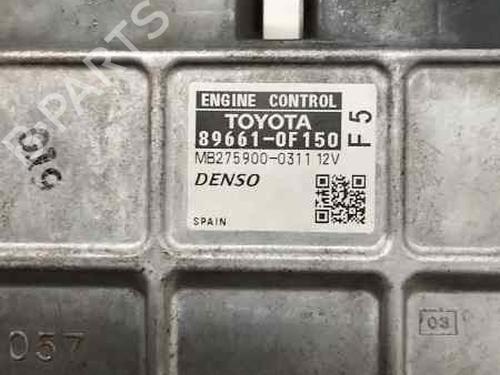 B-PARTS
ENGINE CONTROL
TOYOTA
89661-0F150
F5
MB275900-0311 12V
DENSO
SPAIN
03
057